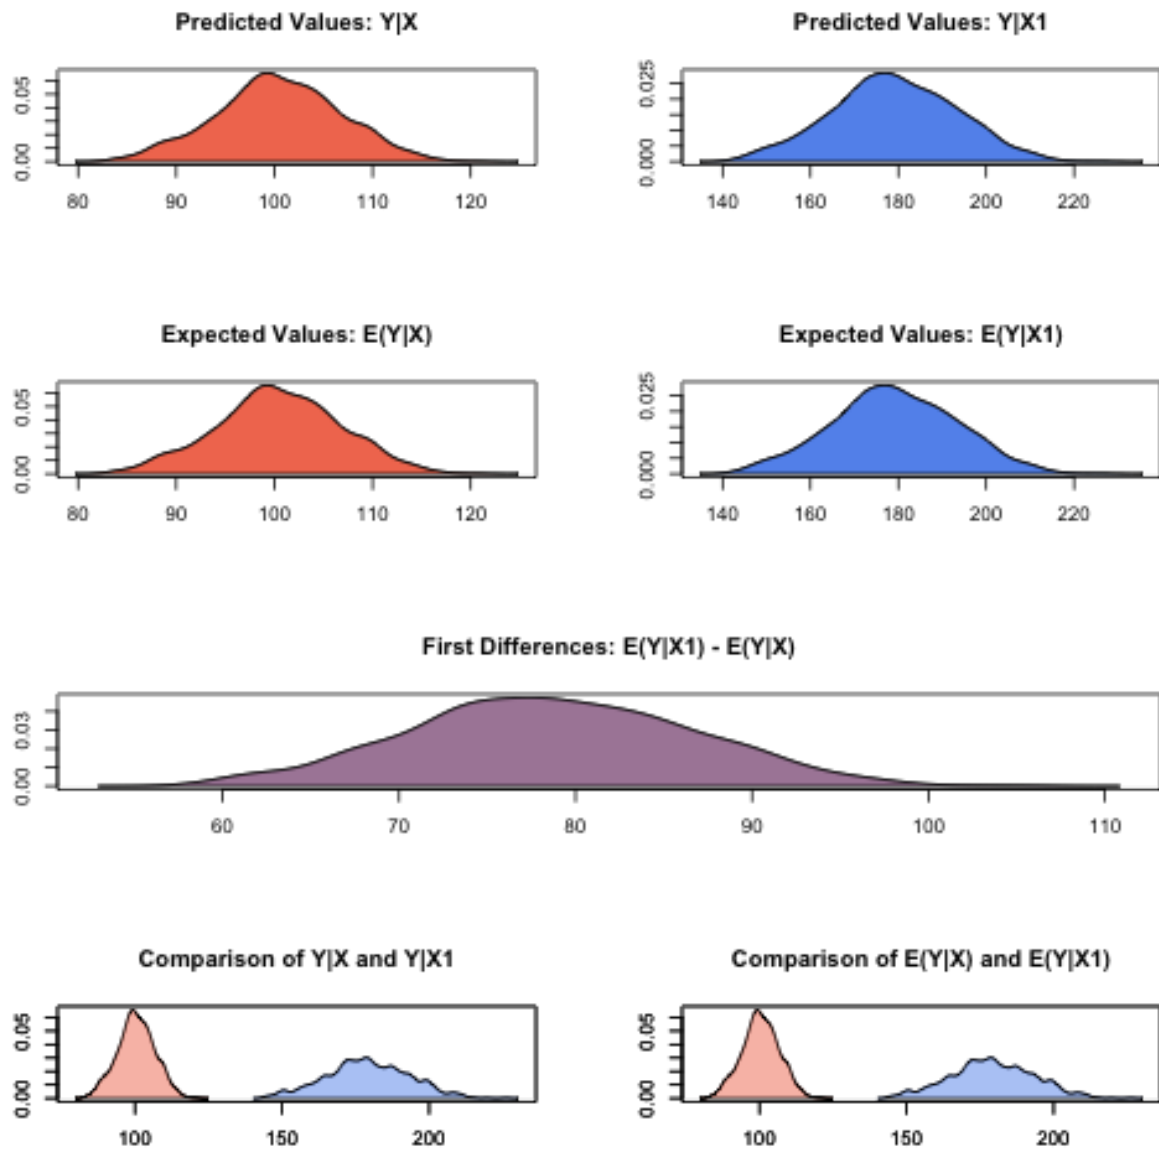 Predicted Values: Y|X
0.00 0.05
80 90 100 110 120
Predicted Values: Y|X1
0.000 0.025
140 160 180 200 220
Expected Values: E(Y|X)
0.00 0.05
80 90 100 110 120
Expected Values: E(Y|X1)
0.000 0.025
140 160 180 200 220
First Differences: E(Y|X1) - E(Y|X)
0.00 0.03
60 70 80 90 100 110
Comparison of Y|X and Y|X1
0.00 0.05
100 150 200
Comparison of E(Y|X) and E(Y|X1)
0.00 0.05
100 150 200